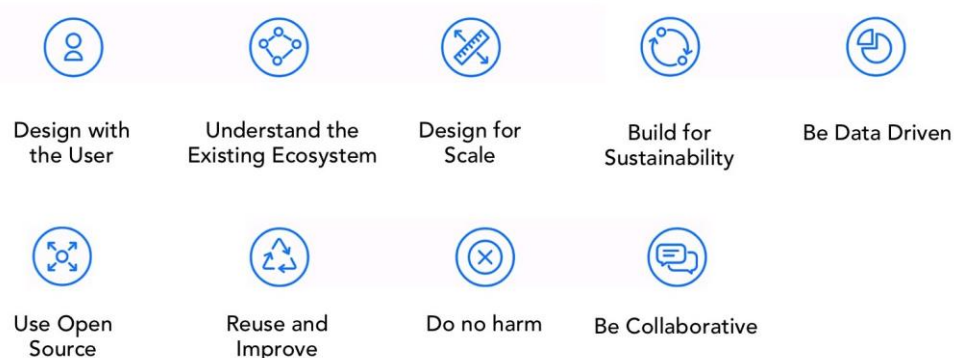 Design with
the User
Understand the
Existing Ecosystem
Design for
Scale
Build for
Sustainability
Be Data Driven
Use Open
Source
Reuse and
Improve
Do no harm
Be Collaborative